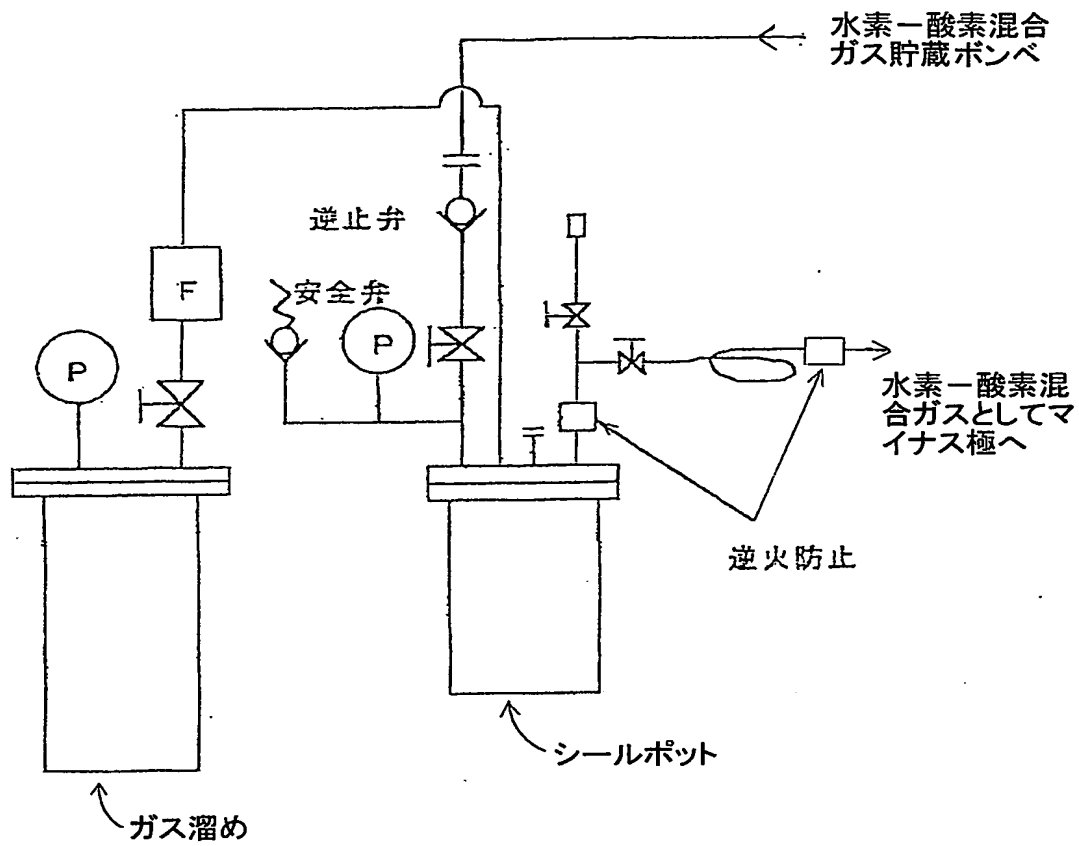 水素－酸素混合
ガス貯蔵ボンベ
逆止弁
安全弁
F
P
P
水素－酸素混
合ガスとしてマ
イナス極へ
逆火防止
シールポット
ガス溜め